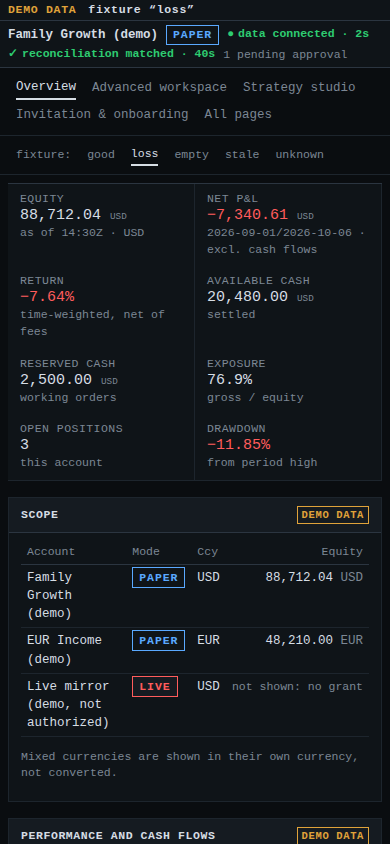 DEMO DATA fixture “loss”
Family Growth (demo) PAPER ● data connected · 2s
✓ reconciliation matched · 40s 1 pending approval
Overview Advanced workspace Strategy studio
Invitation & onboarding All pages
fixture: good loss empty stale unknown
EQUITY
88,712.04 USD
as of 14:30Z · USD
NET P&L
−7,340.61 USD
2026-09-01/2026-10-06 ·
excl. cash flows
RETURN
−7.64%
time-weighted, net of
fees
AVAILABLE CASH
20,480.00 USD
settled
RESERVED CASH
2,500.00 USD
working orders
EXPOSURE
76.9%
gross / equity
OPEN POSITIONS
3
this account
DRAWDOWN
−11.85%
from period high
SCOPE DEMO DATA
Account Mode Ccy Equity
Family
Growth
(demo) PAPER USD 88,712.04 USD
EUR Income
(demo) PAPER EUR 48,210.00 EUR
Live mirror
(demo, not
authorized) LIVE USD not shown: no grant
Mixed currencies are shown in their own currency,
not converted.
PERFORMANCE AND CASH FLOWS DEMO DATA